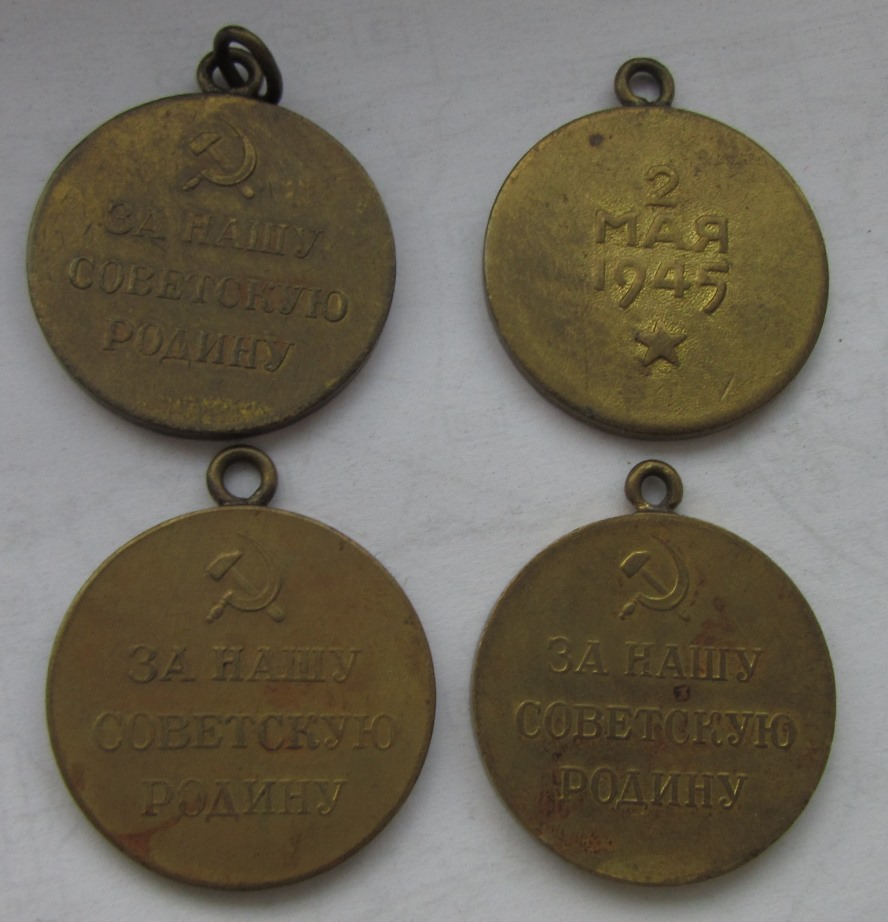 ЗА НАШУ
СОВЕТСКУЮ
РОДИНУ
2
МАЯ
1945
ЗА НАШУ
СОВЕТСКУЮ
РОДИНУ
ЗА НАШУ
СОВЕТСКУЮ
РОДИНУ